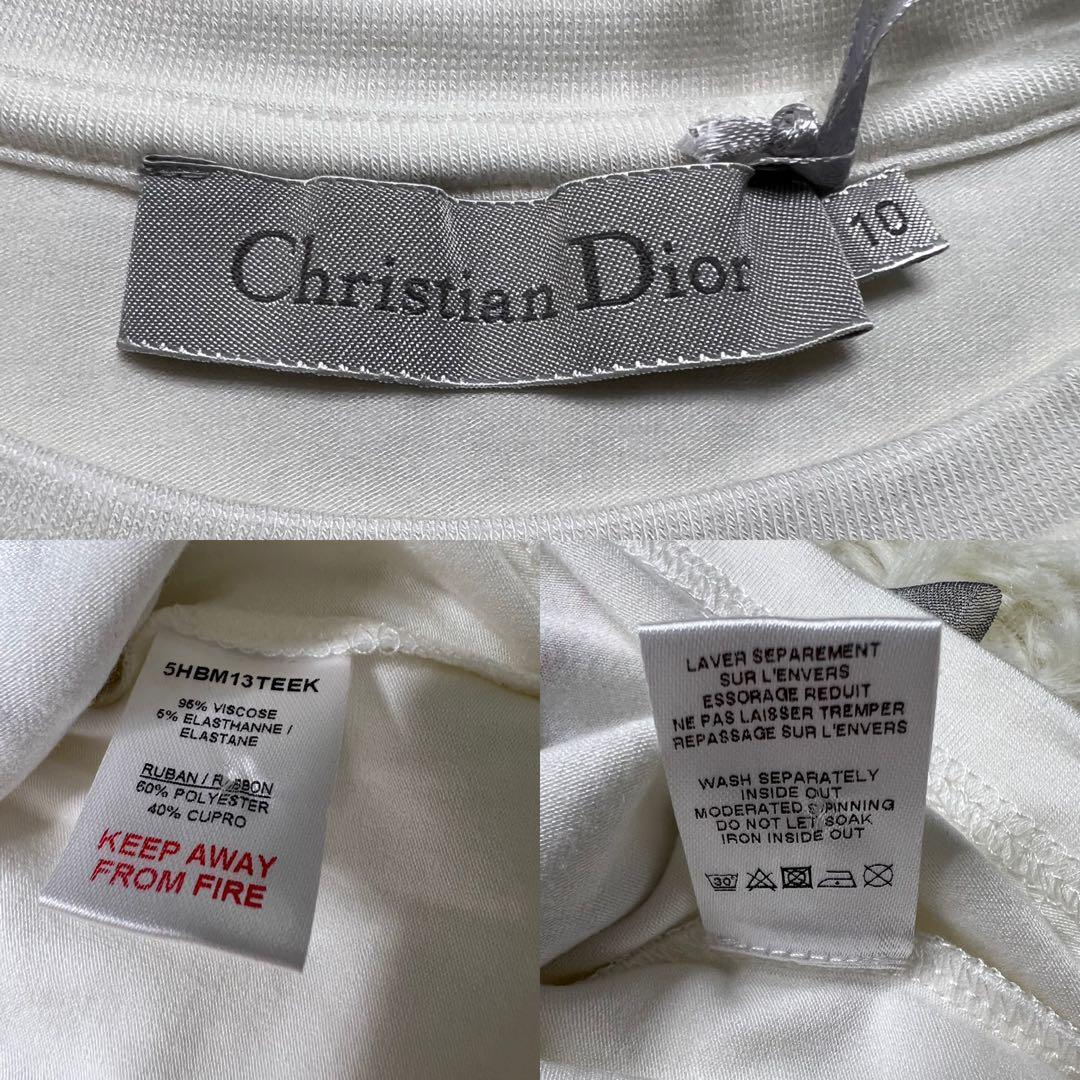 Christian Dior
10
5HBM13TEEK
95% VISCOSE
5% ELASTHANNE /
ELASTANE
RUBAN / RIBBON
60% POLYESTER
40% CUPRO
KEEP AWAY
FROM FIRE
LAVER SEPAREMENT
SUR L'ENVERS
ESSORAGE REDUIT
NE PAS LAISSER TREMPER
REPASSAGE SUR L'ENVERS
WASH SEPARATELY
INSIDE OUT
MODERATED SPINNING
DO NOT LET SOAK
IRON INSIDE OUT
30°